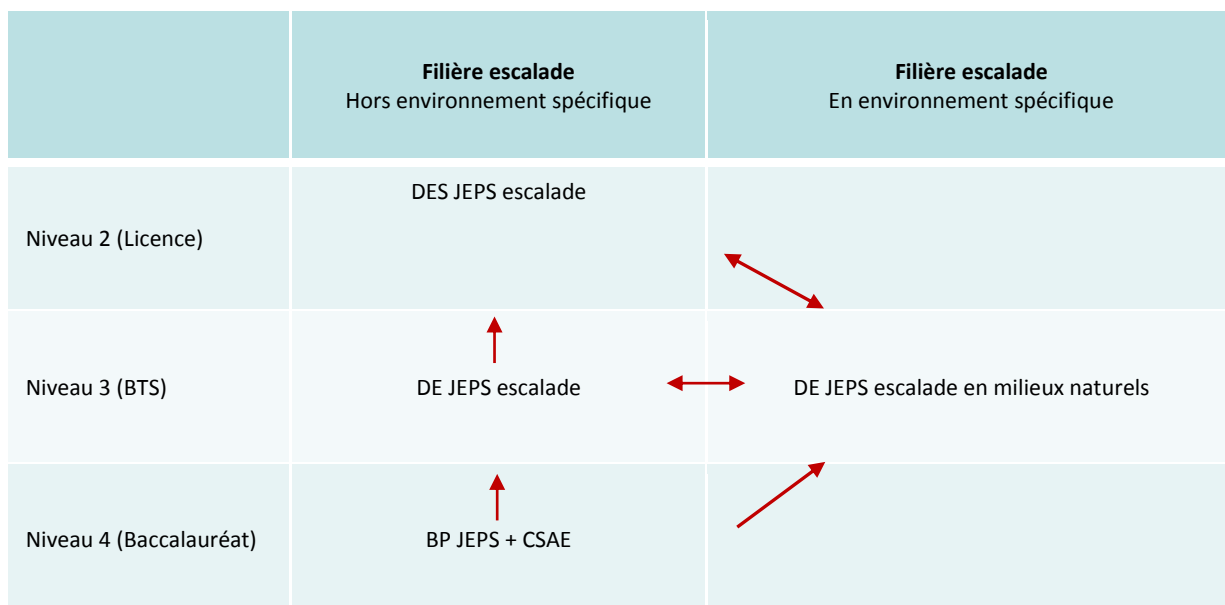 Filière escalade
Hors environnement spécifique
Filière escalade
En environnement spécifique
Niveau 2 (Licence)
DES JEPS escalade
Niveau 3 (BTS)
DE JEPS escalade
DE JEPS escalade en milieux naturels
Niveau 4 (Baccalauréat)
BP JEPS + CSAE